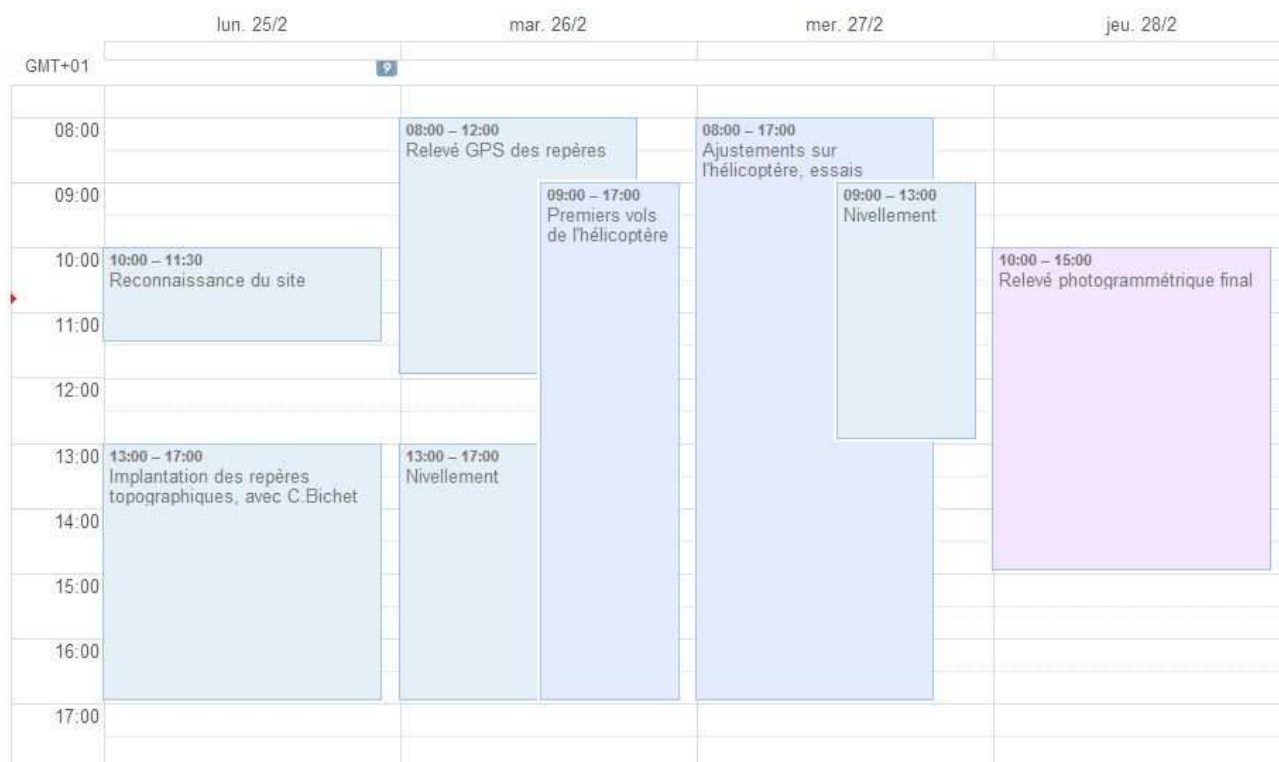 lun. 25/2
mar. 26/2
mer. 27/2
jeu. 28/2
GMT+01
9
08:00
09:00
10:00
11:00
12:00
13:00
14:00
15:00
16:00
17:00
10:00 – 11:30
Reconnaissance du site
13:00 – 17:00
Implantation des repères
topographiques, avec C.Bichet
08:00 – 12:00
Relevé GPS des repères
09:00 – 17:00
Premiers vols
de l'hélicoptère
13:00 – 17:00
Nivellement
08:00 – 17:00
Ajustements sur
l'hélicoptère, essais
09:00 – 13:00
Nivellement
10:00 – 15:00
Relevé photogrammétrique final